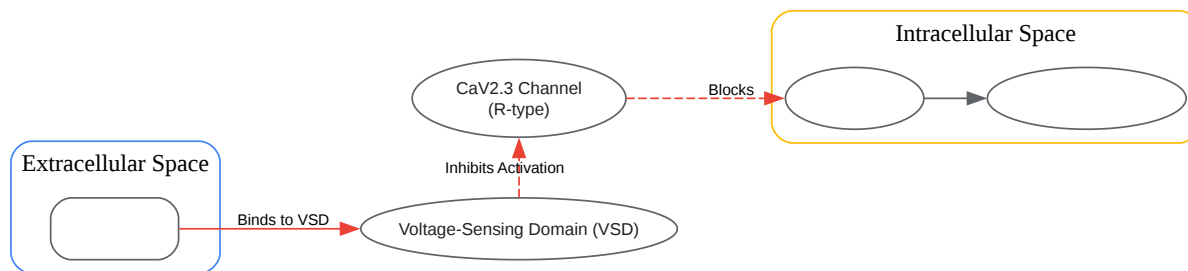 Intracellular Space
CaV2.3 Channel
(R-type)
Blocks
Extracellular Space
Inhibits Activation
Binds to VSD
Voltage-Sensing Domain (VSD)